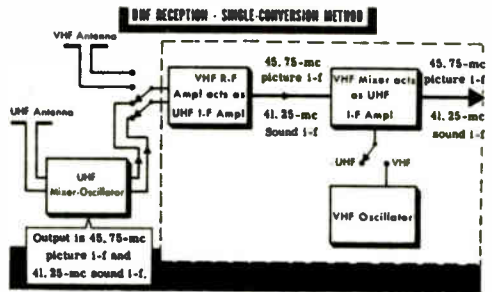 UHF RECEPTION - SINGLE-CONVERSION METHOD
VHF Antenna
UHF Antenna
UHF
Mixer-Oscillator
Output is 45.75-mc
picture i-f and
41.25-mc sound i-f.
VHF R-F
Ampl acts as
UHF I-F Ampl
45.75-mc
picture i-f
41.25-mc
Sound i-f
VHF Mixer acts
as UHF
I-F Ampl
45.75-mc
picture i-f
41.25-mc
sound i-f
UHF
VHF
VHF Oscillator